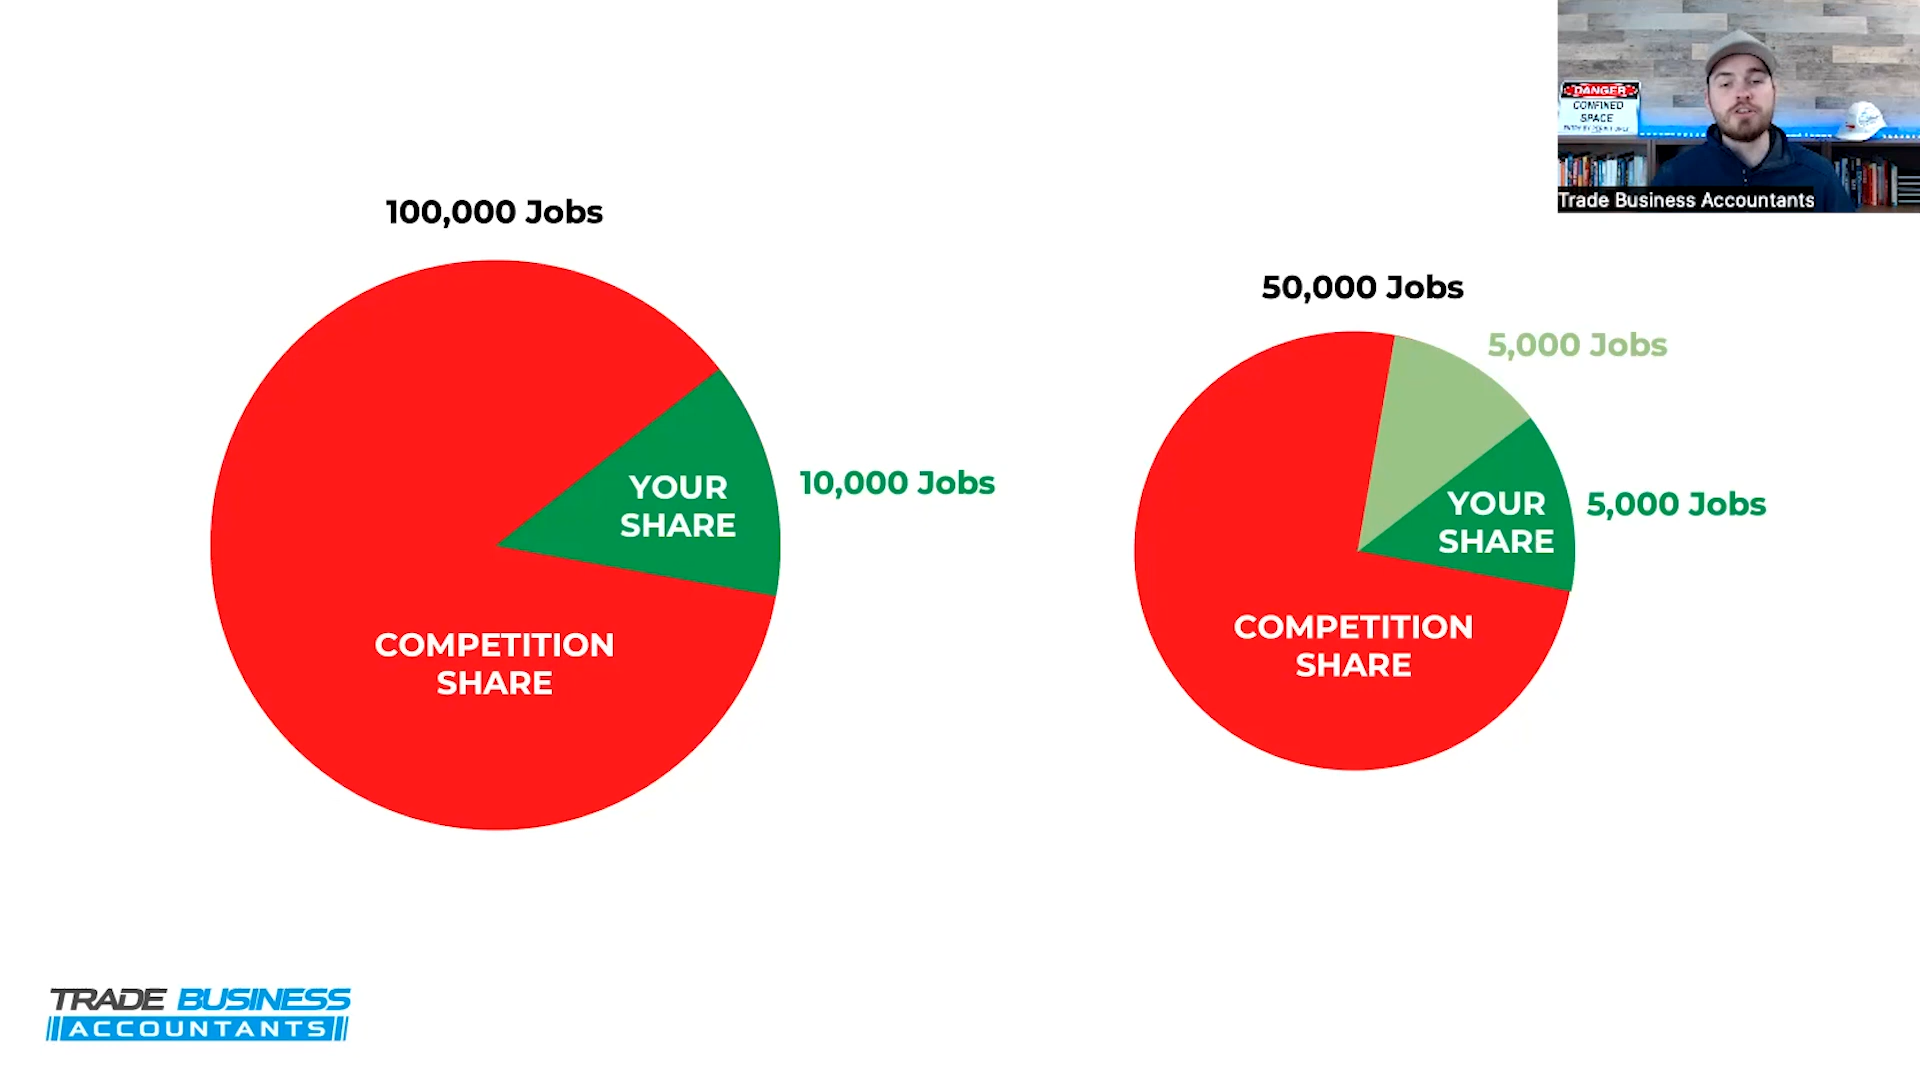 DANGER
CONFINED
SPACE
Trade Business Accountants
100,000 Jobs
50,000 Jobs
5,000 Jobs
10,000 Jobs
YOUR
SHARE
YOUR
SHARE
5,000 Jobs
COMPETITION
SHARE
COMPETITION
SHARE
TRADE BUSINESS
ACCOUNTANTS